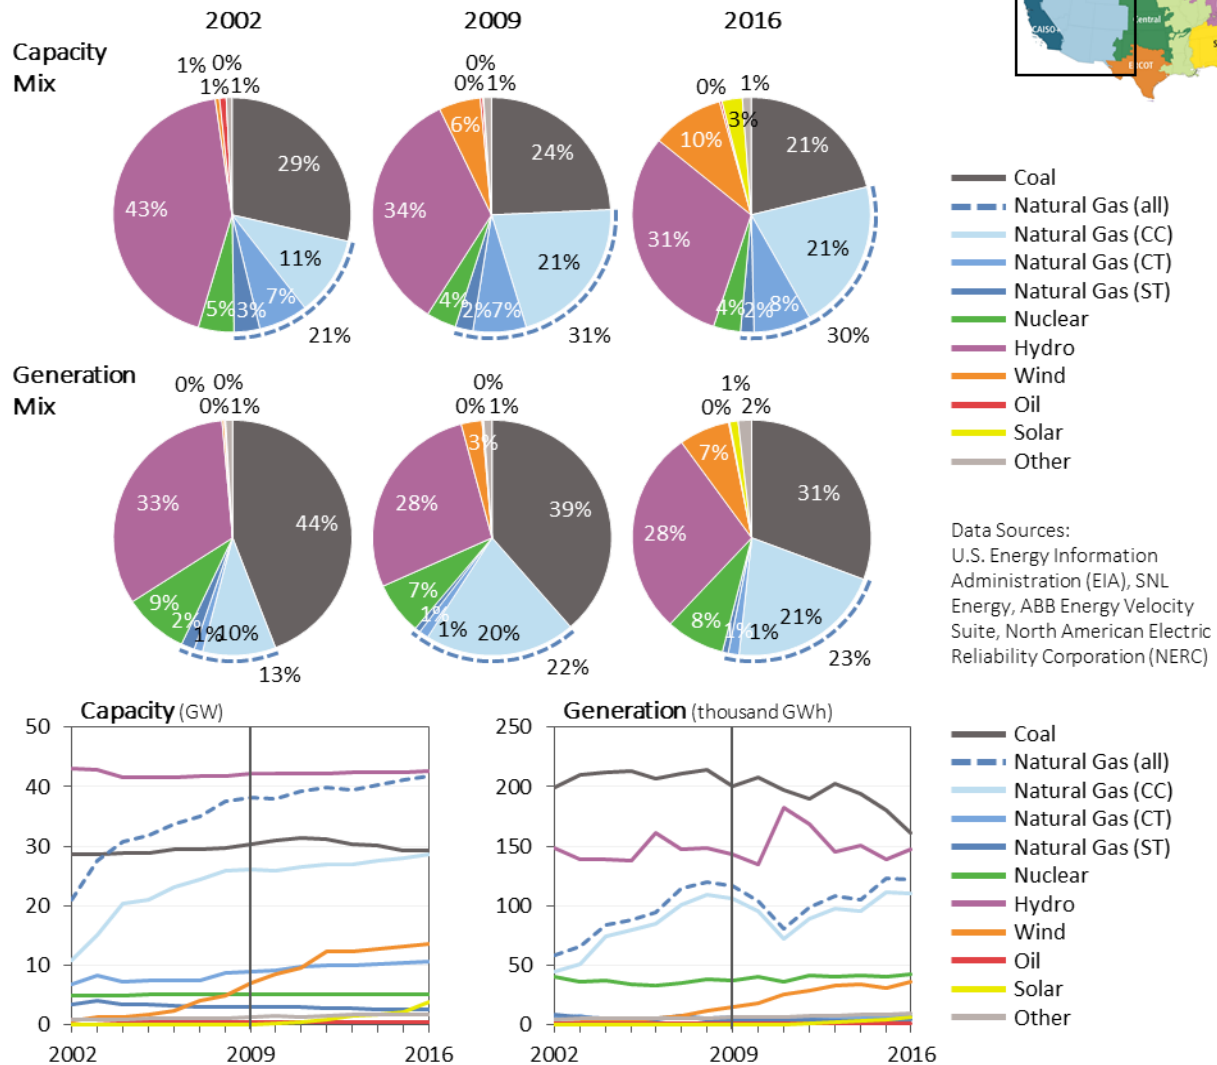 2002 2009 2016
Capacity
Mix
1% 0%
1% 1%
29%
11%
7%
3%
5%
43%
21%
0%
0% 1%
6%
24%
21%
7%
2%
4%
34%
31%
0% 1%
3%
10%
21%
21%
8%
2%
4%
31%
30%
CAISO
Central
ERCOT
S
Coal
Natural Gas (all)
Natural Gas (CC)
Natural Gas (CT)
Natural Gas (ST)
Nuclear
Hydro
Wind
Oil
Solar
Other
Generation
Mix
0% 0%
0% 1%
44%
10%
1%
2%
9%
33%
13%
0%
0% 1%
3%
39%
20%
1%
1%
7%
28%
22%
1%
0% 2%
7%
31%
21%
1%
1%
8%
28%
23%
Data Sources:
U.S. Energy Information
Administration (EIA), SNL
Energy, ABB Energy Velocity
Suite, North American Electric
Reliability Corporation (NERC)
Capacity (GW)
50
40
30
20
10
0
2002 2009 2016
Generation (thousand GWh)
250
200
150
100
50
0
2002 2009 2016
Coal
Natural Gas (all)
Natural Gas (CC)
Natural Gas (CT)
Natural Gas (ST)
Nuclear
Hydro
Wind
Oil
Solar
Other